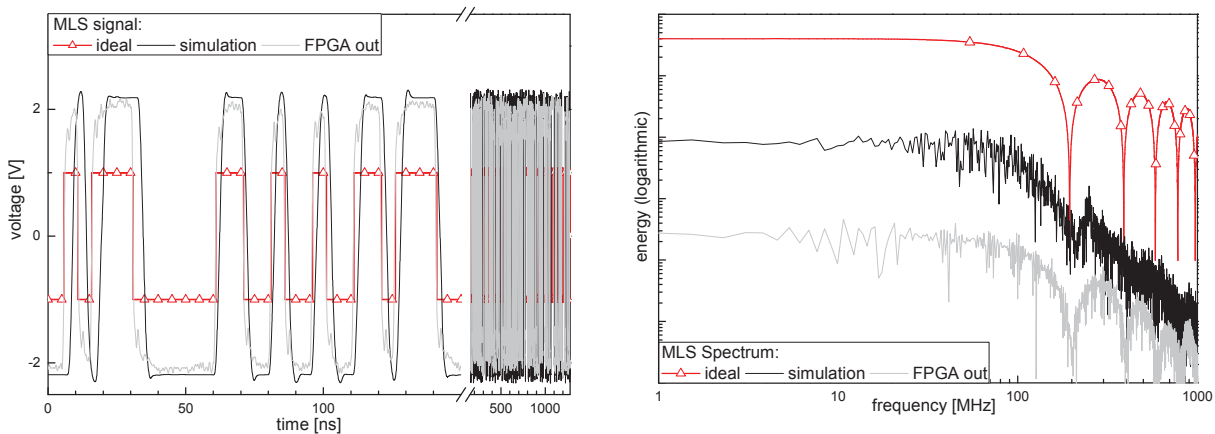 MLS signal:
ideal simulation FPGA out
voltage [V]
2
0
-2
0 50 100 500 1000
time [ns]
energy (logarithmic)
MLS Spectrum:
ideal simulation FPGA out
1 10 100 1000
frequency [MHz]